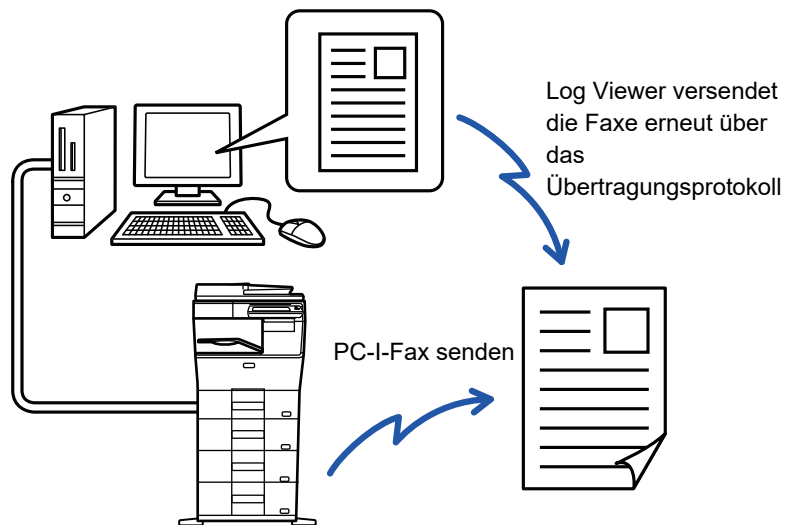 Log Viewer versendet
die Faxe erneut über
das
Übertragungsprotokoll
PC-I-Fax senden